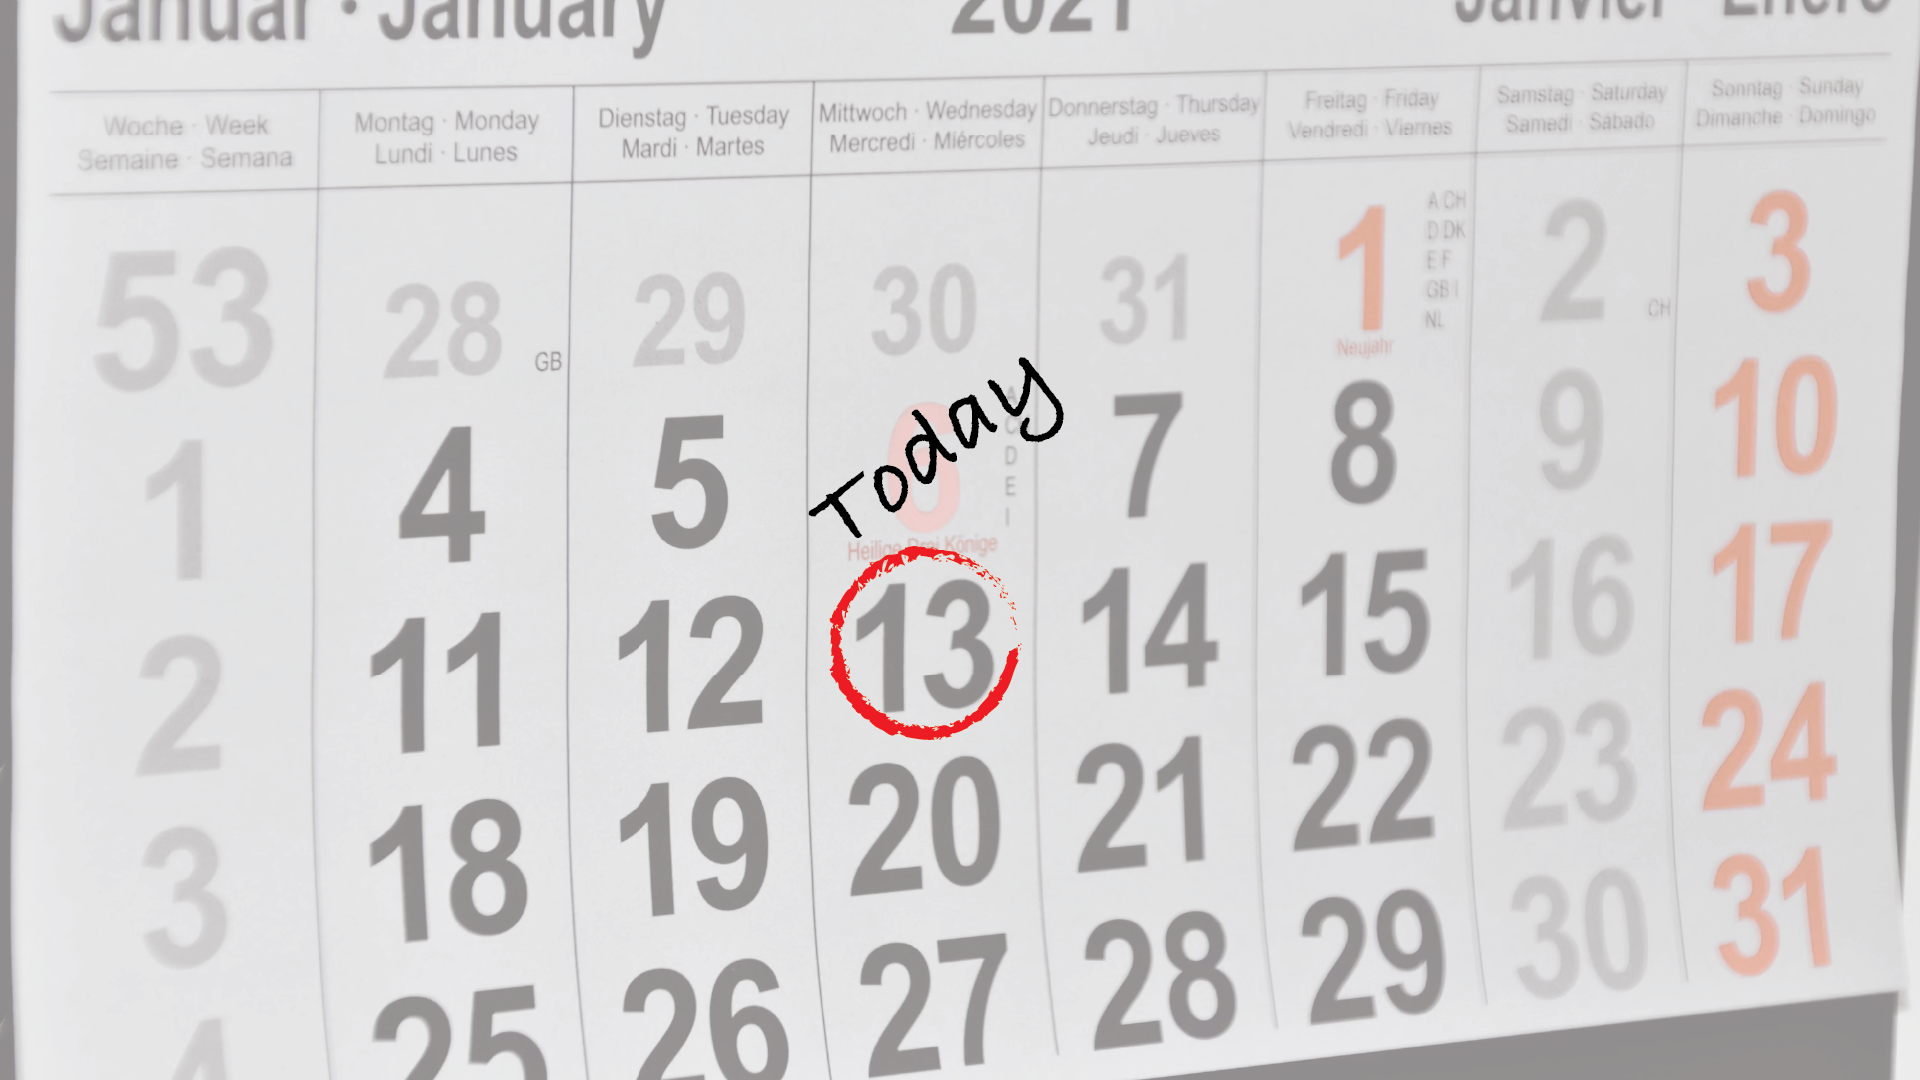 Januar · January 2021 Janvier · Enero
Woche · Week Montag · Monday Dienstag · Tuesday Mittwoch · Wednesday Donnerstag · Thursday Freitag · Friday Samstag · Saturday Sonntag · Sunday
Semaine · Semana Lundi · Lunes Mardi · Martes Mercredi · Miércoles Jeudi · Jueves Vendredi · Viernes Samedi · Sábado Dimanche · Domingo
53 28 GB 29 30 31 1 2 CH 3
A CH
D DK
E F
GB I
NL
Neujahr
Today
1 4 5 6 7 8 9 10
D
E
I
Heilige Drei Könige
2 11 12 13 14 15 16 17
3 18 19 20 21 22 23 24
4 25 26 27 28 29 30 31